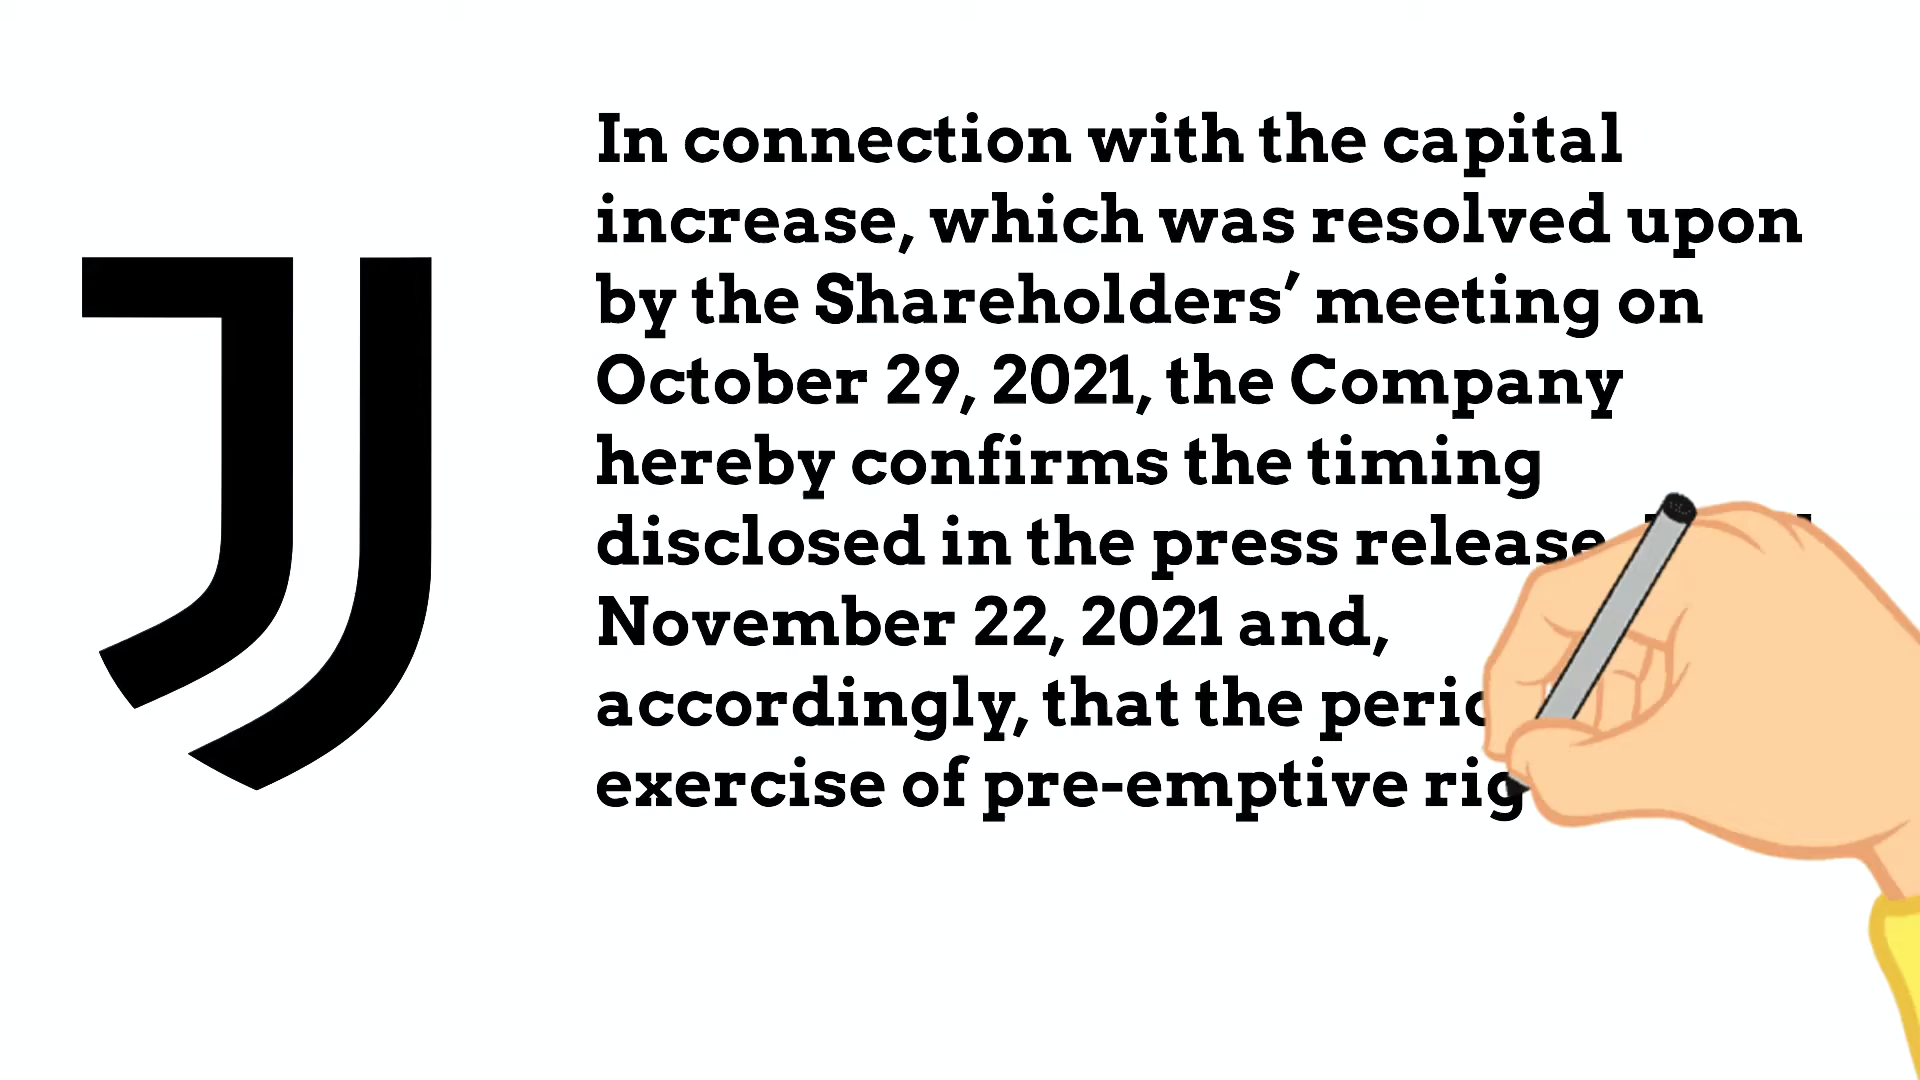 In connection with the capital
increase, which was resolved upon
by the Shareholders’ meeting on
October 29, 2021, the Company
hereby confirms the timing
disclosed in the press release
November 22, 2021 and,
accordingly, that the
exercise of pre-emptive rig